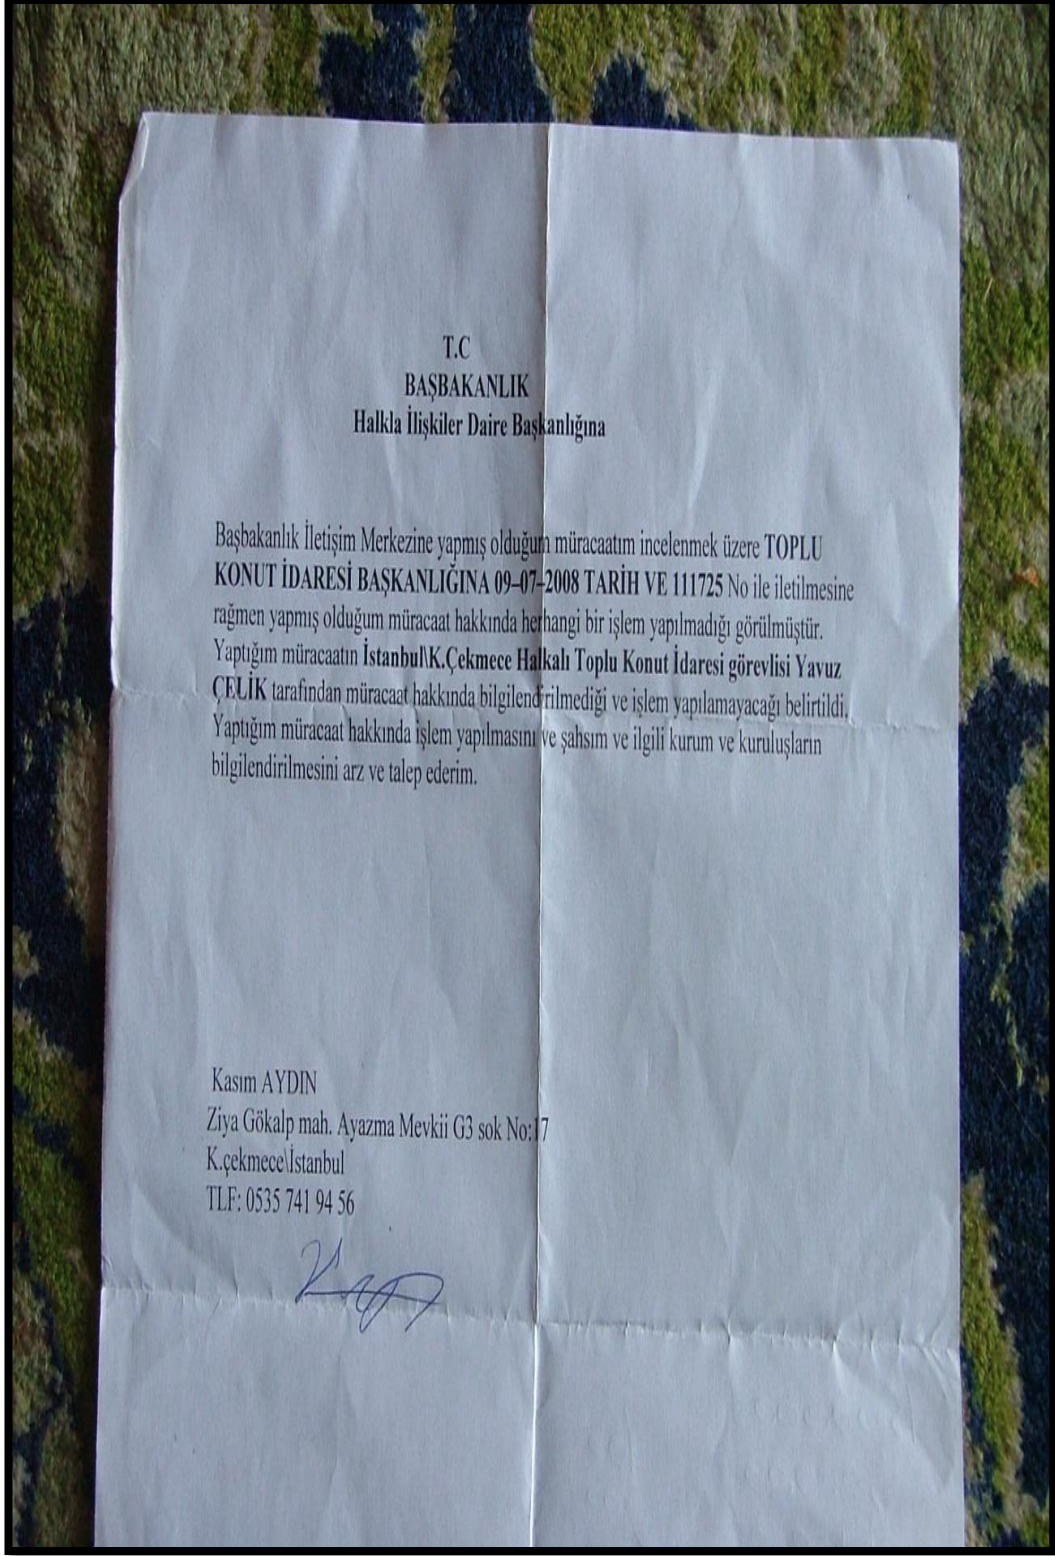 T.C
BAŞBAKANLIK
Halkla İlişkiler Daire Başkanlığına
Başbakanlık İletişim Merkezine yapmış olduğum müracaatım incelenmek üzere TOPLU
KONUT İDARESİ BAŞKANLIĞINA 09-07-2008 TARİH VE 111725 No ile iletilmesine
rağmen yapmış olduğum müracaat hakkında herhangi bir işlem yapılmadığı görülmüştür.
Yaptığım müracaatın İstanbul\K.Çekmece Halkalı Toplu Konut İdaresi görevlisi Yavuz
ÇELİK tarafından müracaat hakkında bilgilendirilmediği ve işlem yapılamayacağı belirtildi.
Yaptığım müracaat hakkında işlem yapılmasını ve şahsım ve ilgili kurum ve kuruluşların
bilgilendirilmesini arz ve talep ederim.
Kasım AYDIN
Ziya Gökalp mah. Ayazma Mevkii G3 sok No:17
K.çekmece\İstanbul
TLF: 0535 741 94 56